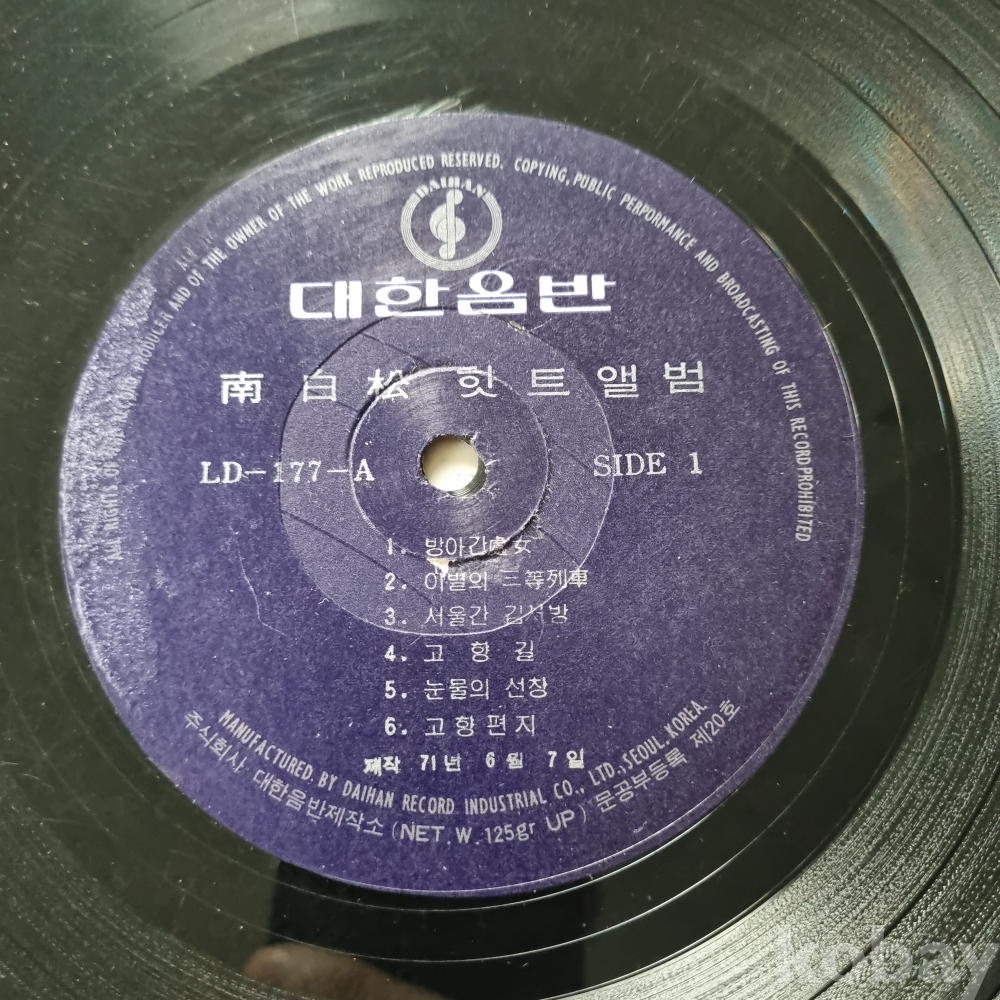 ALL RIGHTS OF THE PRODUCER AND OF THE OWNER OF THE WORK REPRODUCED RESERVED. COPYING, PUBLIC PERPORMANCE AND BROADCASTING OF THIS RECORD PROHIBITED
DAIHAN
대한음반
南白松 힛트앨범
LD-177-A
SIDE 1
1. 방아간處女
2. 이별의 三等列車
3. 서울간 김서방
4. 고향길
5. 눈물의 선창
6. 고향편지
제작 71년 6월 7일
MANUFACTURED BY DAIHAN RECORD INDUSTRIAL CO., LTD., SEOUL, KOREA.
주식회사 대한음반제작소 (NET. W. 125gr UP) 문공부등록 제20호
kobay